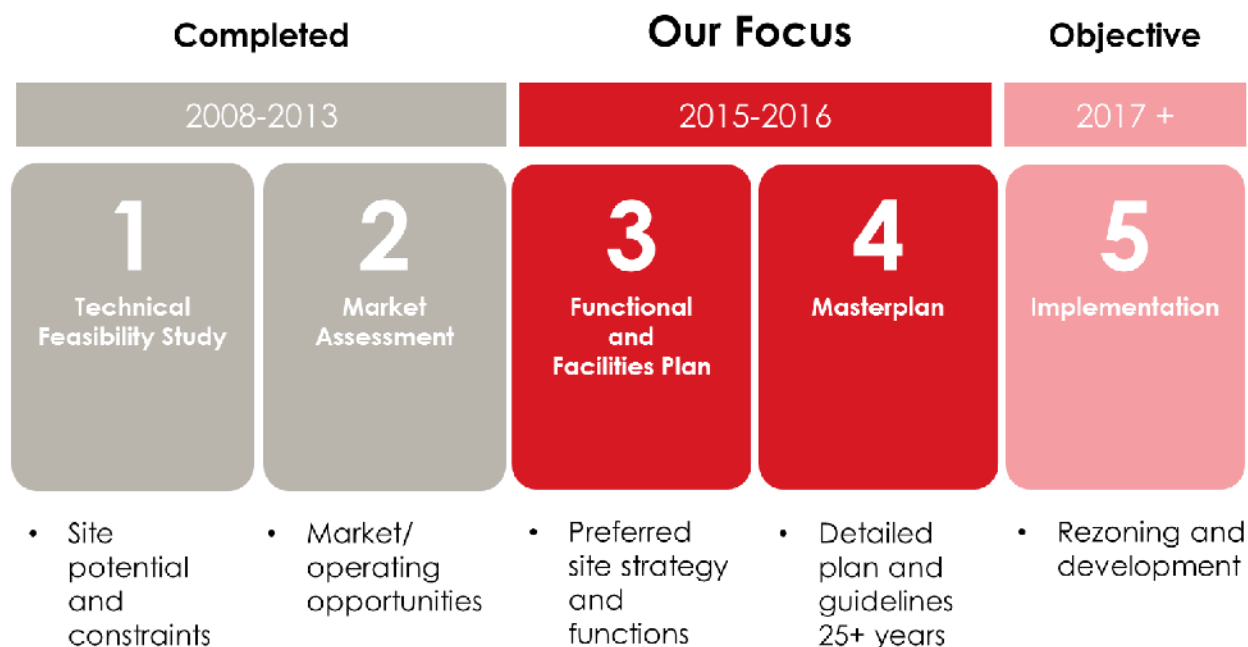 Completed
Our Focus
Objective
2008-2013
2015-2016
2017 +
1
Technical
Feasibility Study
2
Market
Assessment
3
Functional
and
Facilities Plan
4
Masterplan
5
Implementation
• Site
potential
and
constraints
• Market/
operating
opportunities
• Preferred
site strategy
and
functions
• Detailed
plan and
guidelines
25+ years
• Rezoning and
development